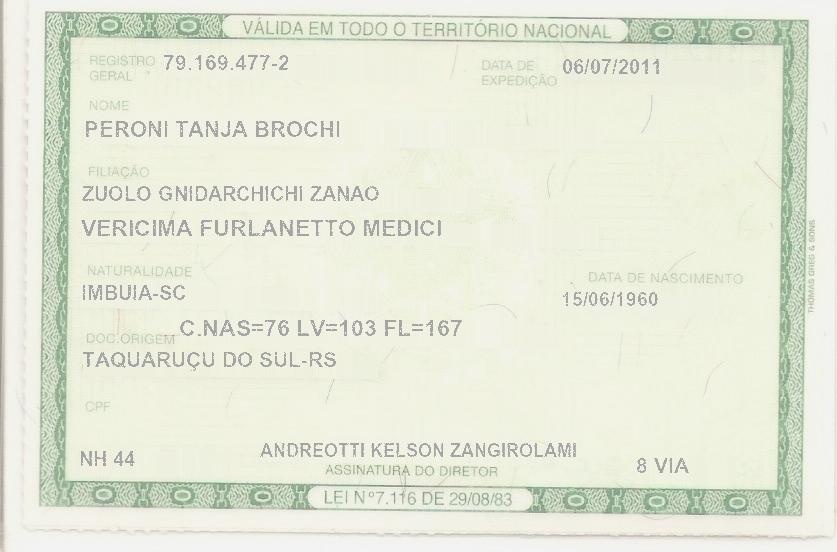 VÁLIDA EM TODO O TERRITÓRIO NACIONAL
REGISTRO GERAL 79.169.477-2 DATA DE EXPEDIÇÃO 06/07/2011
NOME
PERONI TANJA BROCHI
FILIAÇÃO
ZUOLO GNIDARCHICHI ZANAO
VERICIMA FURLANETTO MEDICI
NATURALIDADE DATA DE NASCIMENTO
IMBUIA-SC 15/06/1960
DOC.ORIGEM C.NAS=76 LV=103 FL=167
TAQUARUÇU DO SUL-RS
CPF
NH 44 ANDREOTTI KELSON ZANGIROLAMI 8 VIA
ASSINATURA DO DIRETOR
LEI Nº7.116 DE 29/08/83
THOMAS GREG & SONS